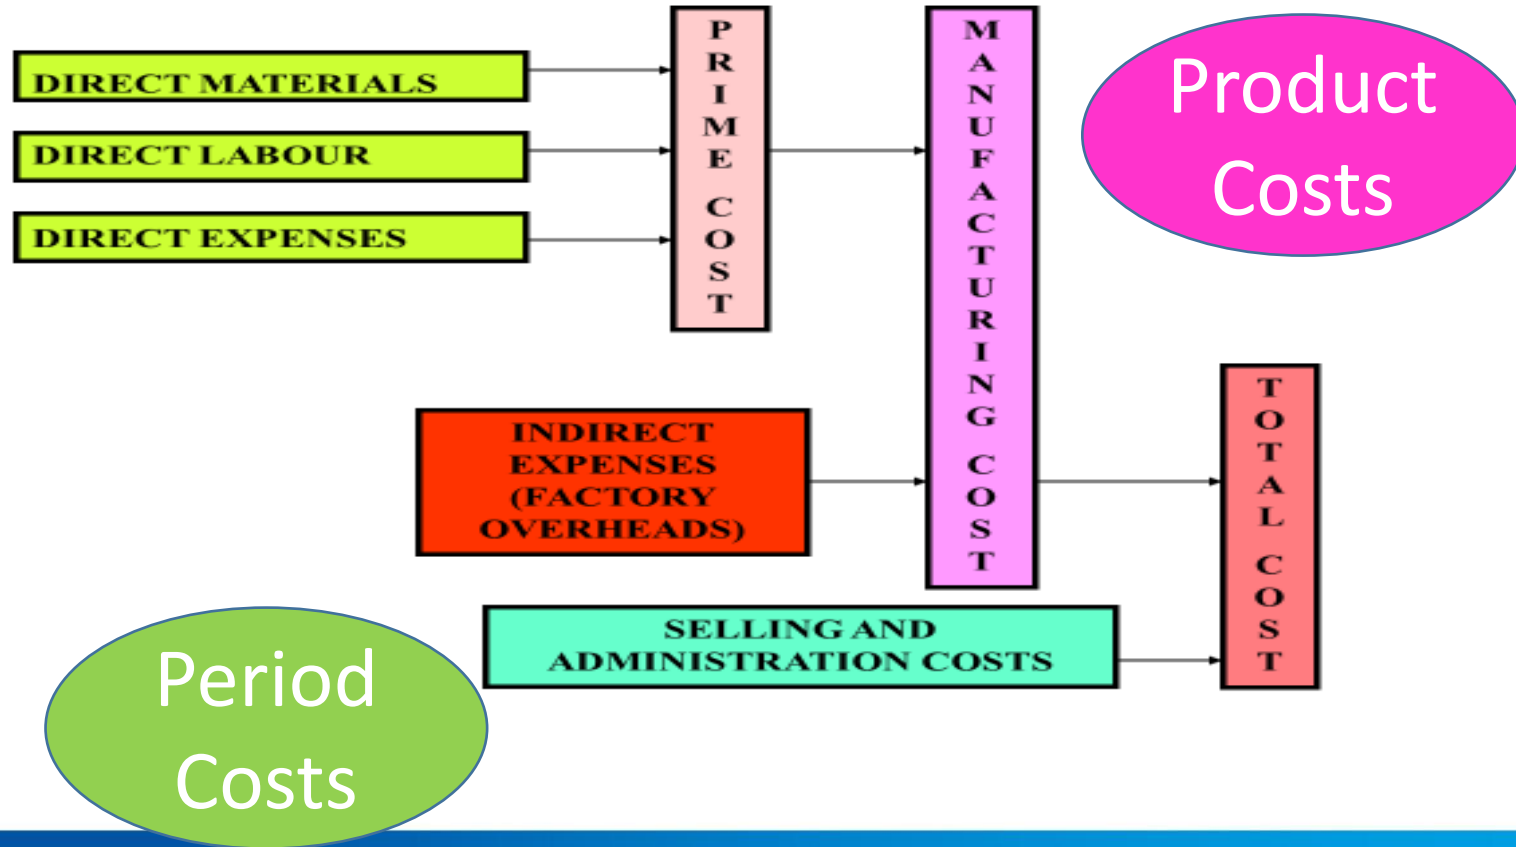 DIRECT MATERIALS
DIRECT LABOUR
DIRECT EXPENSES
PRIME COST
MANUFACTURING COST
Product
Costs
INDIRECT
EXPENSES
(FACTORY
OVERHEADS)
TOTAL COST
SELLING AND
ADMINISTRATION COSTS
Period
Costs